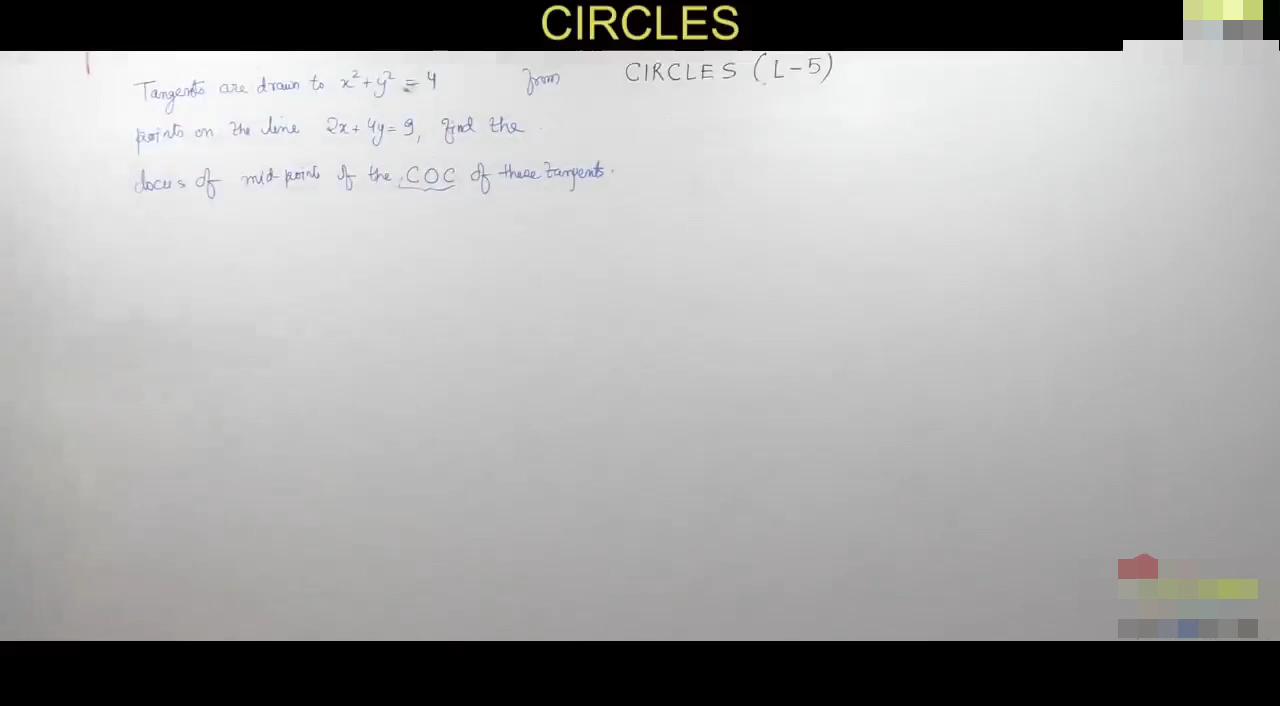 CIRCLES
CIRCLES (L-5)
Tangents are drawn to x² + y² = 4 from
points on the line 2x + 4y = 9, find the
locus of mid point of the COC of these tangents.